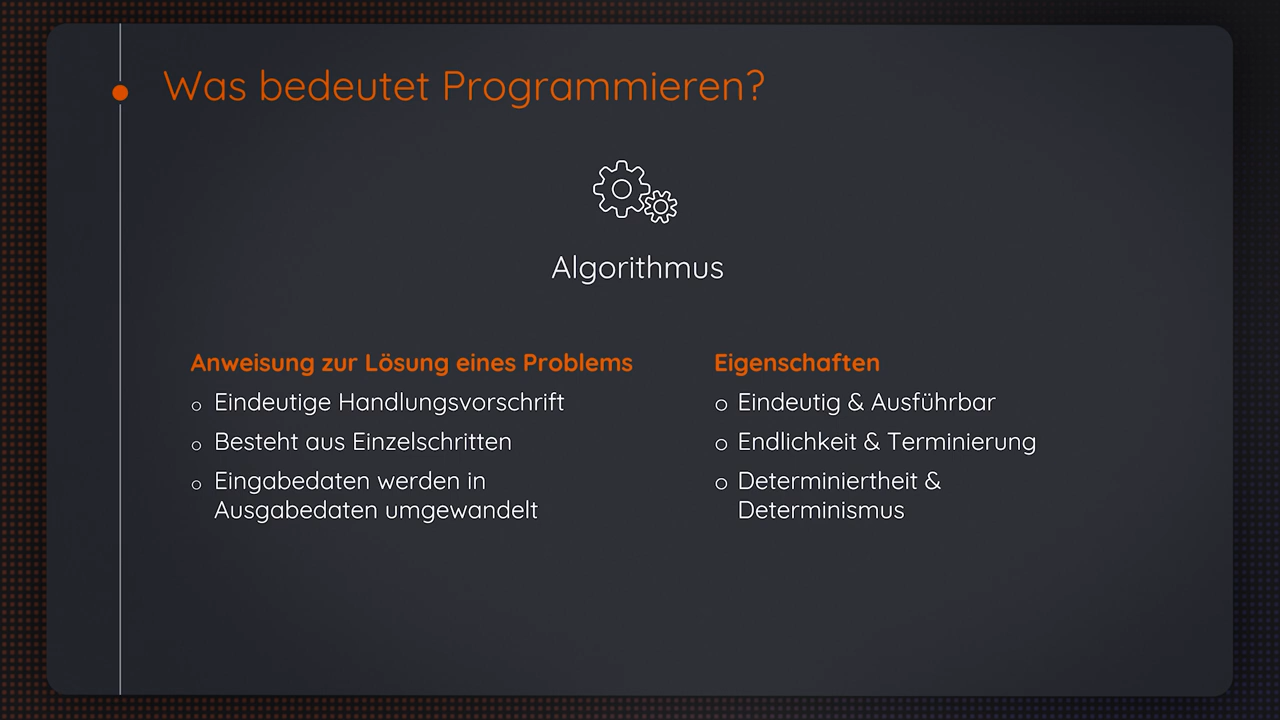 Was bedeutet Programmieren?
Algorithmus
Anweisung zur Lösung eines Problems
○ Eindeutige Handlungsvorschrift
○ Besteht aus Einzelschritten
○ Eingabedaten werden in
Ausgabedaten umgewandelt
Eigenschaften
○ Eindeutig & Ausführbar
○ Endlichkeit & Terminierung
○ Determiniertheit &
Determinismus